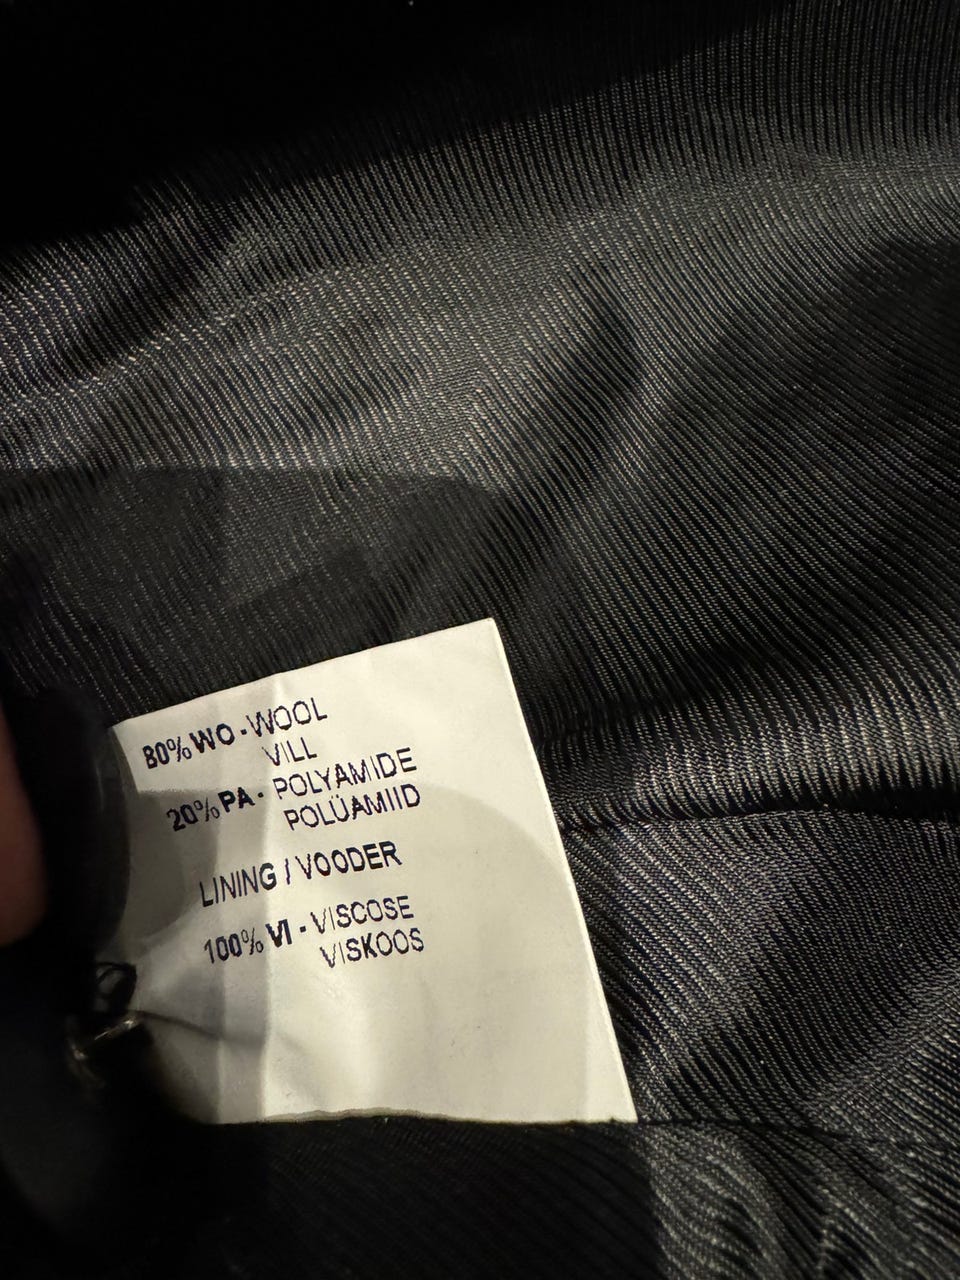 80% WO - WOOL
VILL
20% PA - POLYAMIDE
POLÜAMIID
LINING / VOODER
100% VI - VISCOSE
VISKOOS